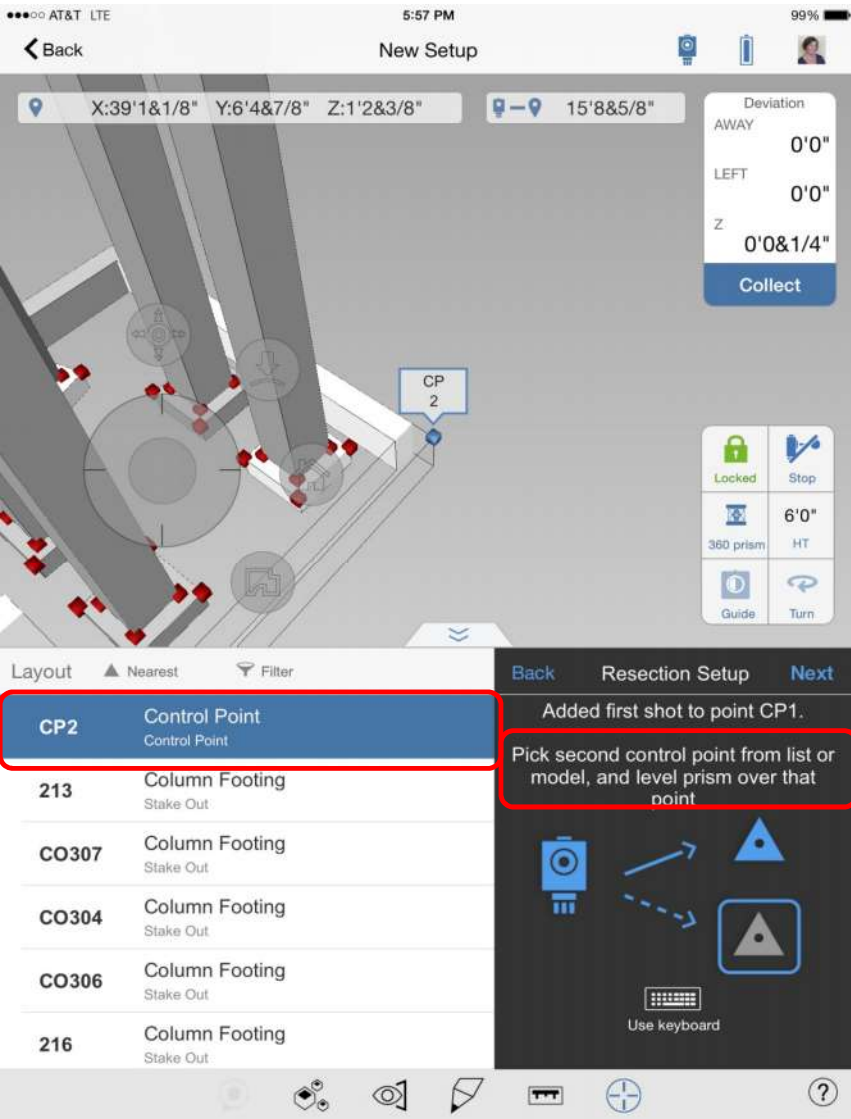 AT&T LTE 5:57 PM 99%
Back New Setup
X:39'1&1/8" Y:6'4&7/8" Z:1'2&3/8" 15'8&5/8"
Deviation
AWAY
0'0"
LEFT
0'0"
Z
0'0&1/4"
Collect
CP
2
Locked Stop
6'0"
360 prism HT
Guide Turn
Layout Nearest Filter
CP2 Control Point
Control Point
213 Column Footing
Stake Out
CO307 Column Footing
Stake Out
CO304 Column Footing
Stake Out
CO306 Column Footing
Stake Out
216 Column Footing
Stake Out
Back Resection Setup Next
Added first shot to point CP1.
Pick second control point from list or
model, and level prism over that
point
Use keyboard
?